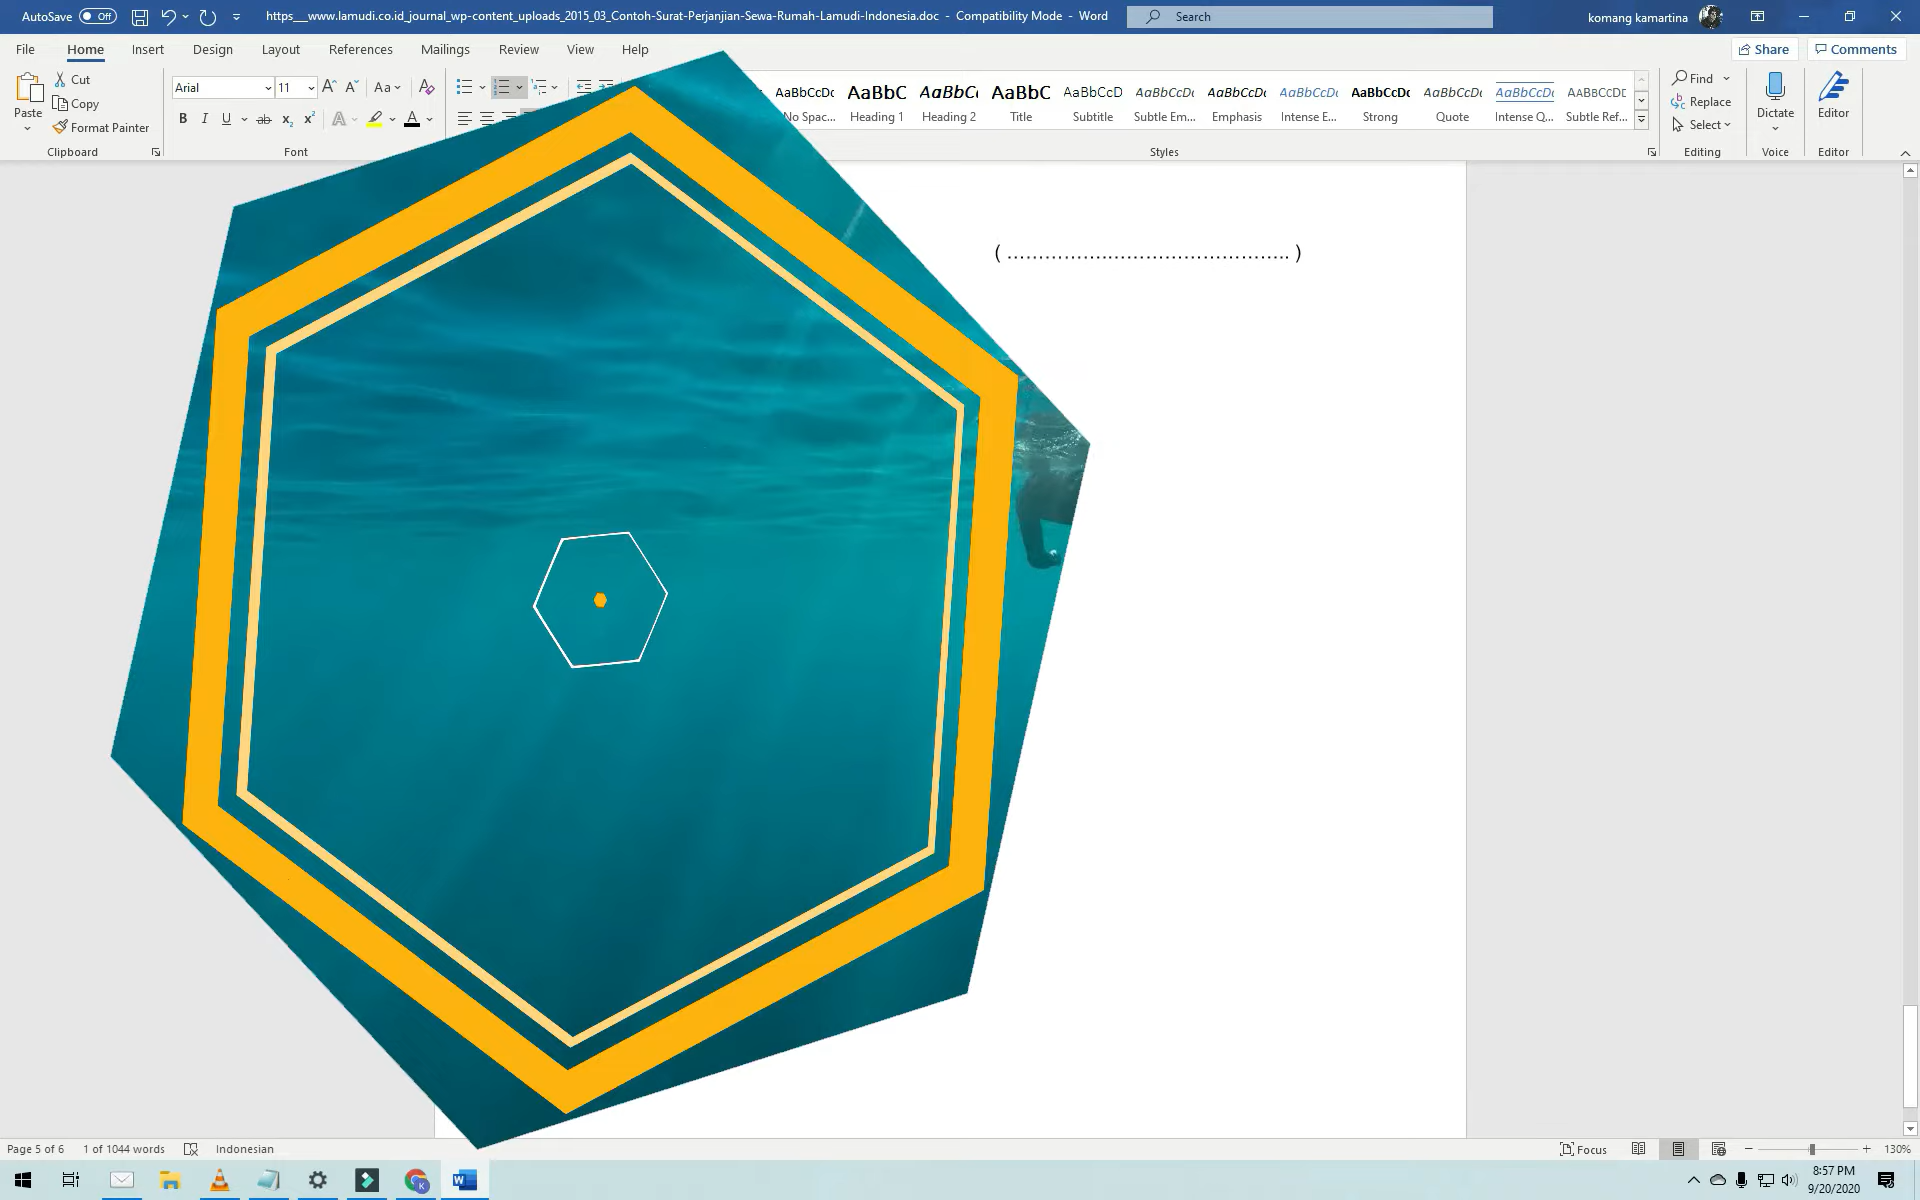 AutoSave Off https__www.lamudi.co.id_journal_wp-content_uploads_2015_03_Contoh-Surat-Perjanjian-Sewa-Rumah-Lamudi-Indonesia.doc - Compatibility Mode - Word Search komang kamartina
File Home Insert Design Layout References Mailings Review View Help Share Comments
Paste Cut Copy Format Painter
Clipboard
Arial 11 Aa
B I U ab x₂ x² A A
Font
AaBbCcDc AaBbC AaBbCc AaBbC AaBbCcD AaBbCcDc AaBbCcDc AaBbCcDc AaBbCcDc AaBbCcDc AaBbCcDc AABBCCDE
No Spac... Heading 1 Heading 2 Title Subtitle Subtle Em... Emphasis Intense E... Strong Quote Intense Q... Subtle Ref...
Styles
Find
Replace
Select
Editing
Dictate
Voice
Editor
Editor
( ............................................. )
Page 5 of 6 1 of 1044 words Indonesian Focus 130%
8:57 PM
9/20/2020